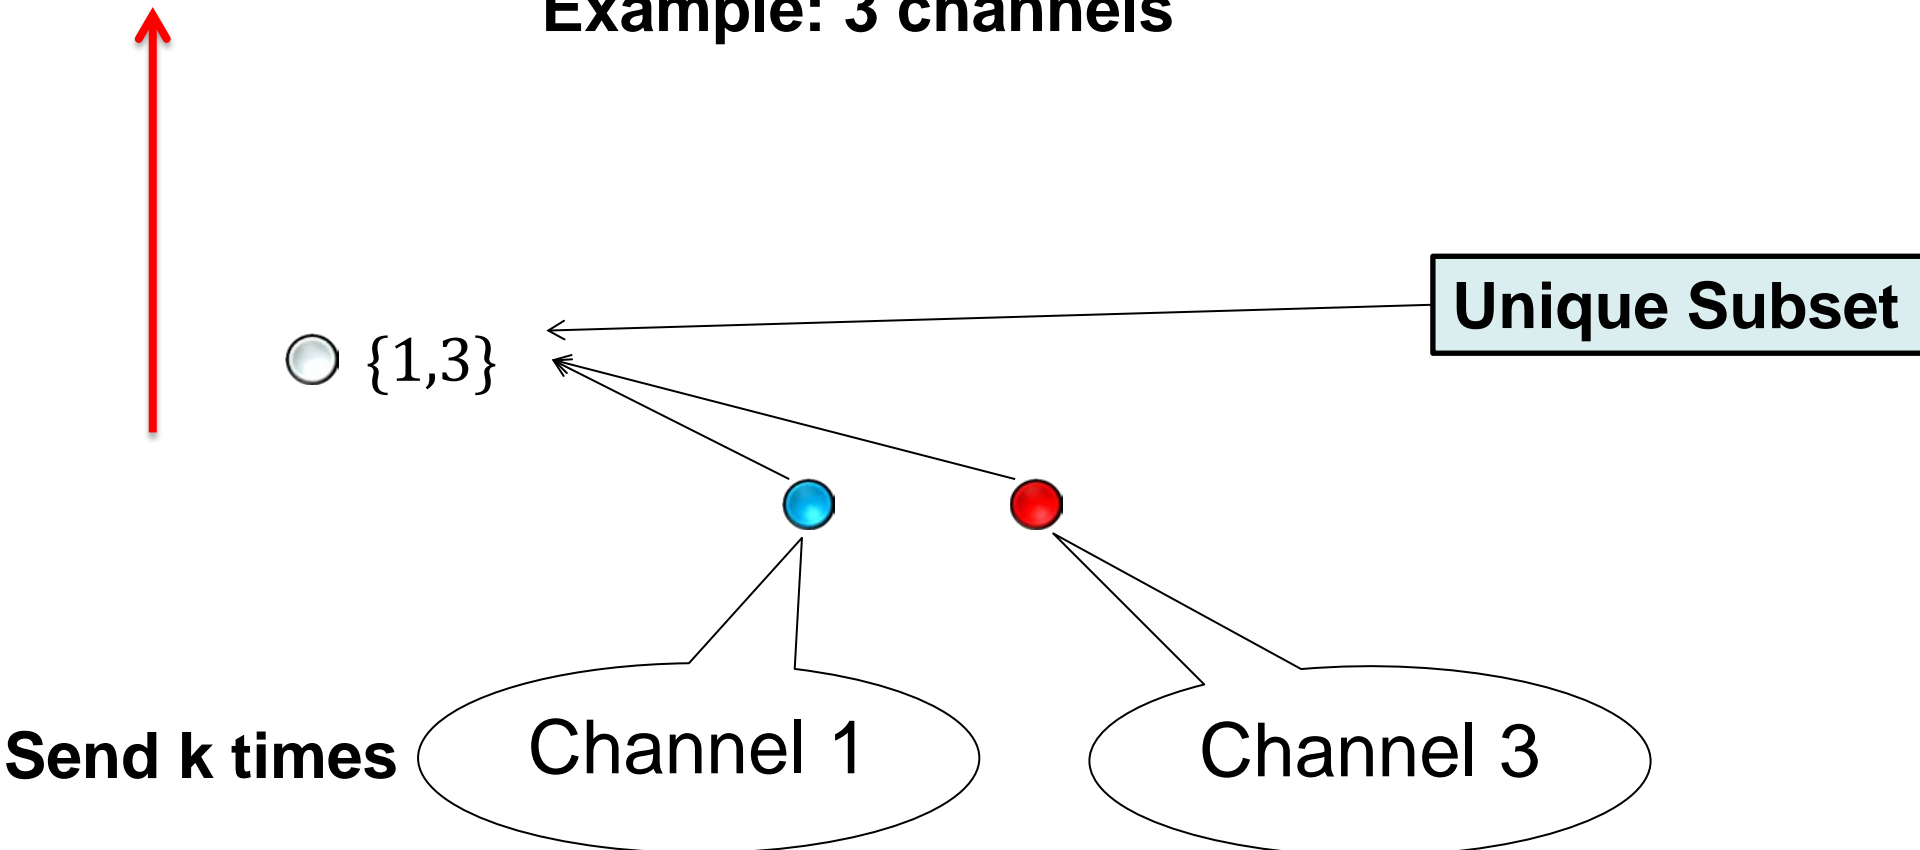 Example: 3 channels
Unique Subset
{1,3}
Send k times
Channel 1
Channel 3